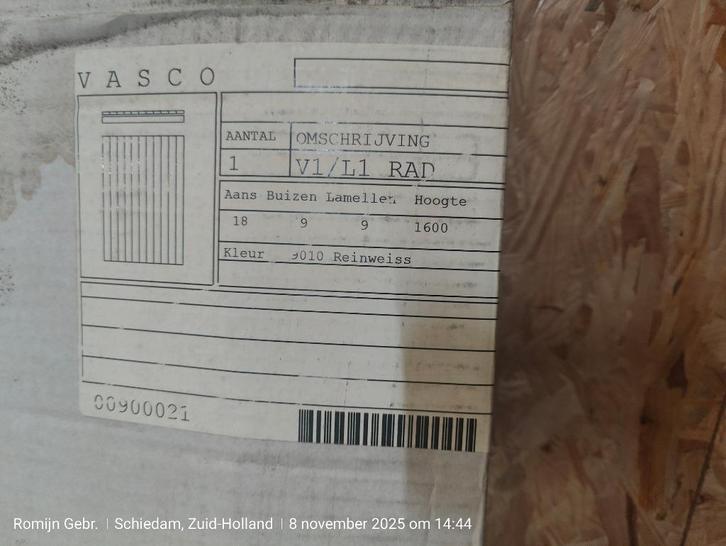 VASCO
AANTAL OMSCHRIJVING
1 V1/L1 RAD
Aans Buizen Lamellen Hoogte
18 9 9 1600
Kleur 9010 Reinweiss
00900021
Romijn Gebr. | Schiedam, Zuid-Holland | 8 november 2025 om 14:44